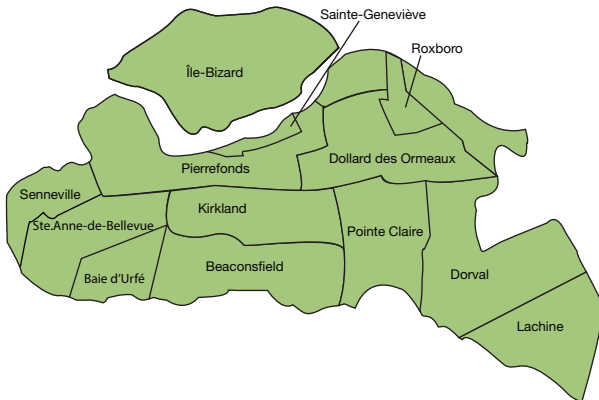 Sainte-Geneviève
Roxboro
Île-Bizard
Dollard des Ormeaux
Pierrefonds
Senneville
Kirkland
Ste.Anne-de-Bellevue
Pointe Claire
Beaconsfield
Baie d'Urfé
Dorval
Lachine